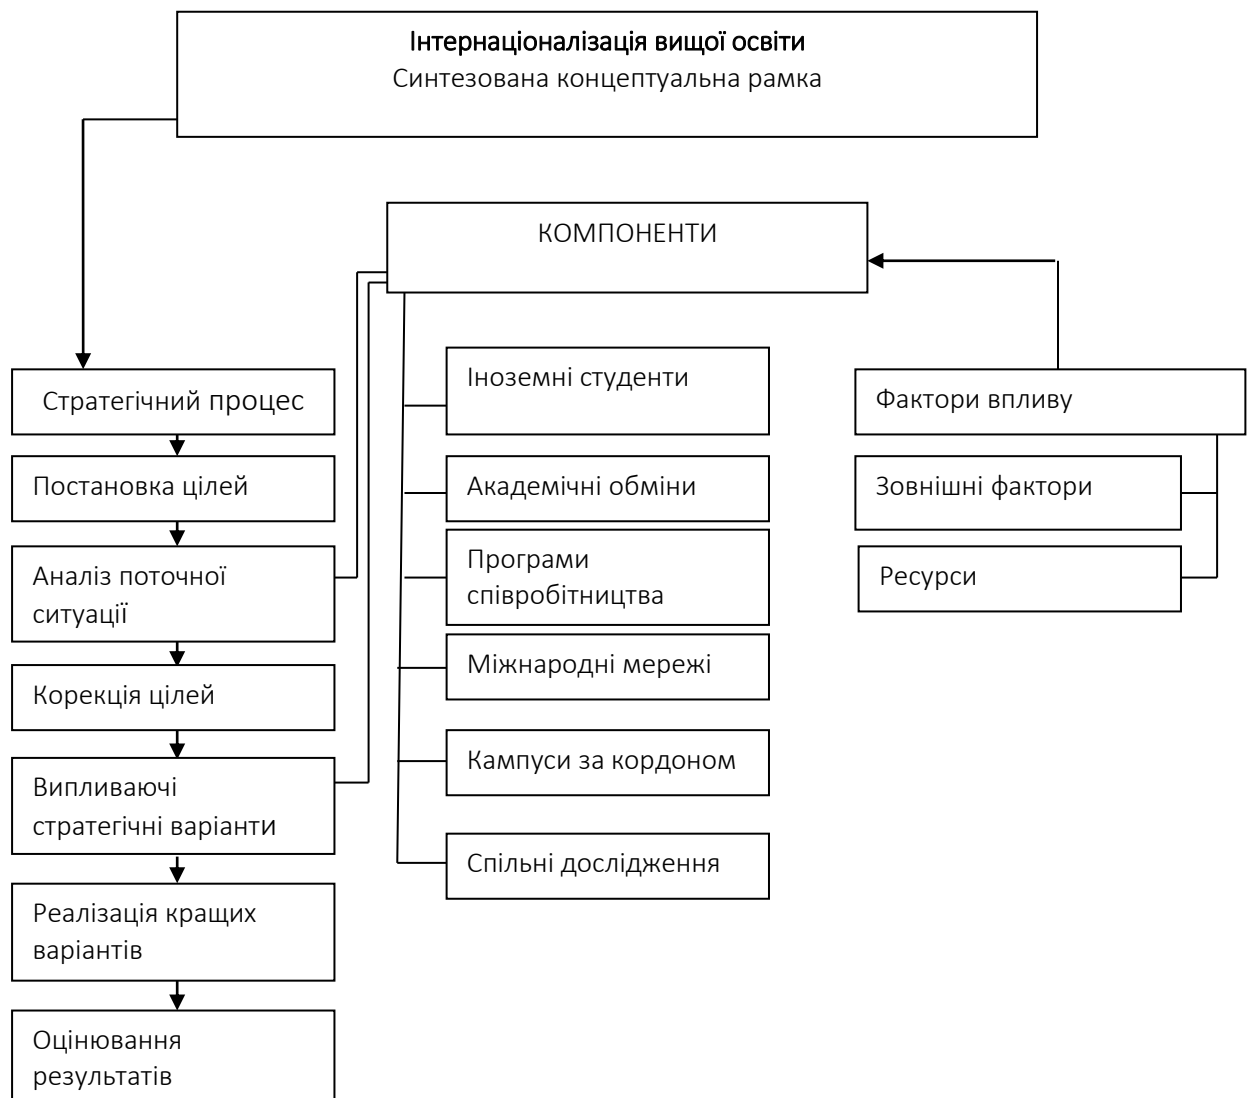 Інтернаціоналізація вищої освіти
Синтезована концептуальна рамка
КОМПОНЕНТИ
Стратегічний процес
Постановка цілей
Аналіз поточної
ситуації
Корекція цілей
Випливаючі
стратегічні варіанти
Реалізація кращих
варіантів
Оцінювання
результатів
Іноземні студенти
Академічні обміни
Програми
співробітництва
Міжнародні мережі
Кампуси за кордоном
Спільні дослідження
Фактори впливу
Зовнішні фактори
Ресурси